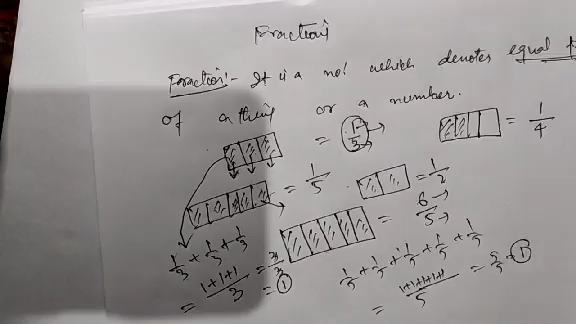 Fractions
Fraction:- It is a no! which denotes equal
of a thing or a number.
= 1/3
= 1/4
= 1/5
= 1/2
= 6/5
1/3 + 1/3 + 1/3
= 1+1+1/3 = 3/3 = 1
1/5 + 1/5 + 1/5 + 1/5 + 1/5
= 1+1+1+1+1/5 = 5/5 = 1